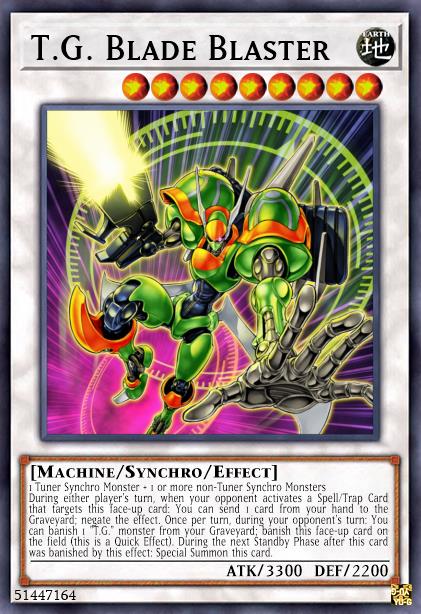 T.G. Blade Blaster
EARTH
地
[Machine/Synchro/Effect]
1 Tuner Synchro Monster + 1 or more non-Tuner Synchro Monsters
During either player's turn, when your opponent activates a Spell/Trap Card
that targets this face-up card: You can send 1 card from your hand to the
Graveyard; negate the effect. Once per turn, during your opponent's turn: You
can banish 1 "T.G." monster from your Graveyard; banish this face-up card on
the field (this is a Quick Effect). During the next Standby Phase after this card
was banished by this effect: Special Summon this card.
ATK/3300 DEF/2200
51447164